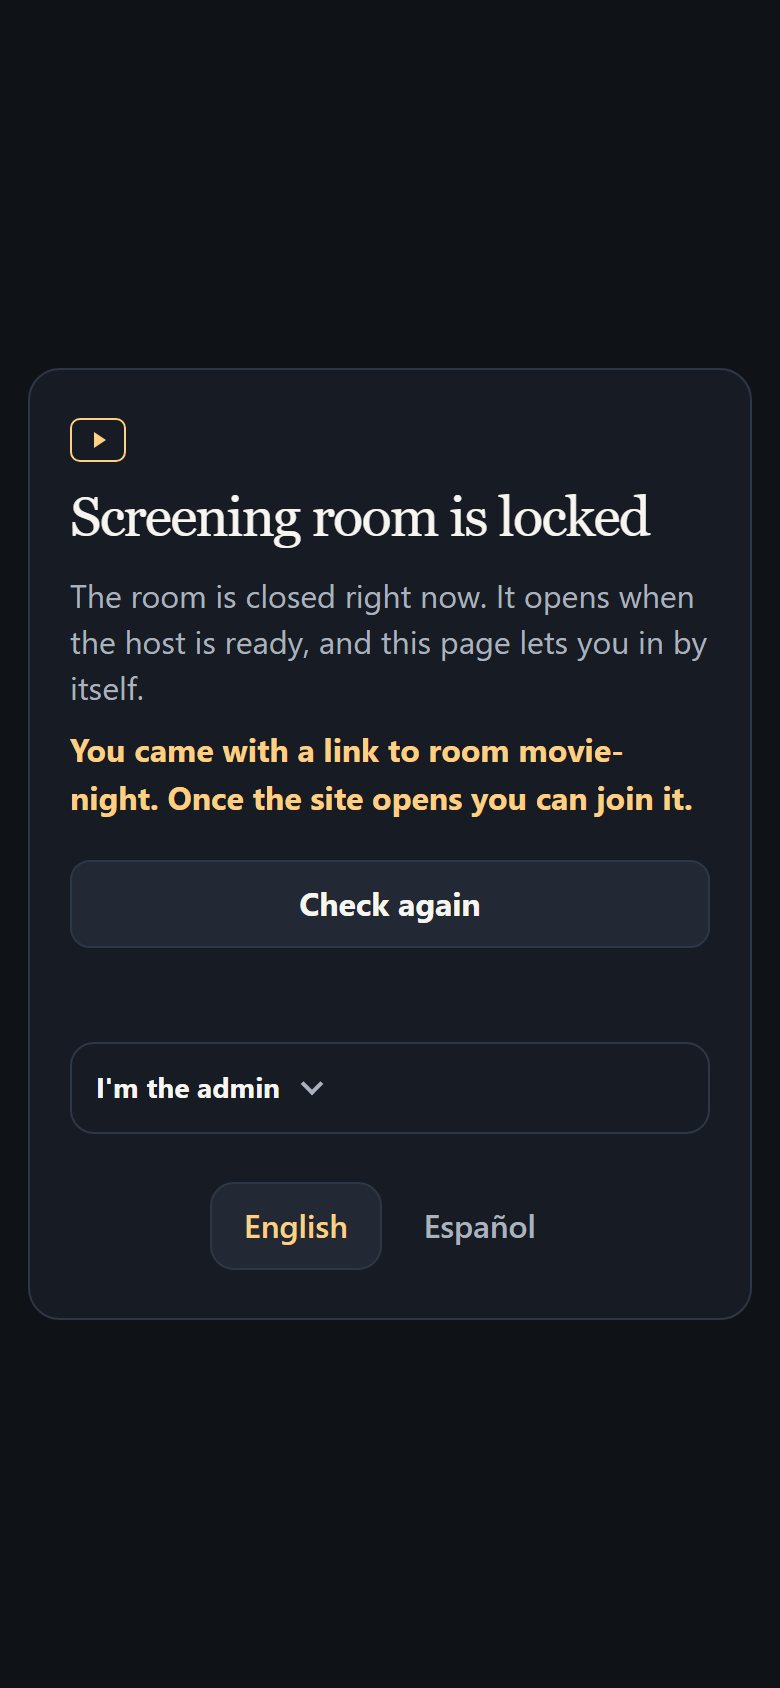 Screening room is locked
The room is closed right now. It opens when
the host is ready, and this page lets you in by
itself.
You came with a link to room movie-
night. Once the site opens you can join it.
Check again
I'm the admin
English
Español